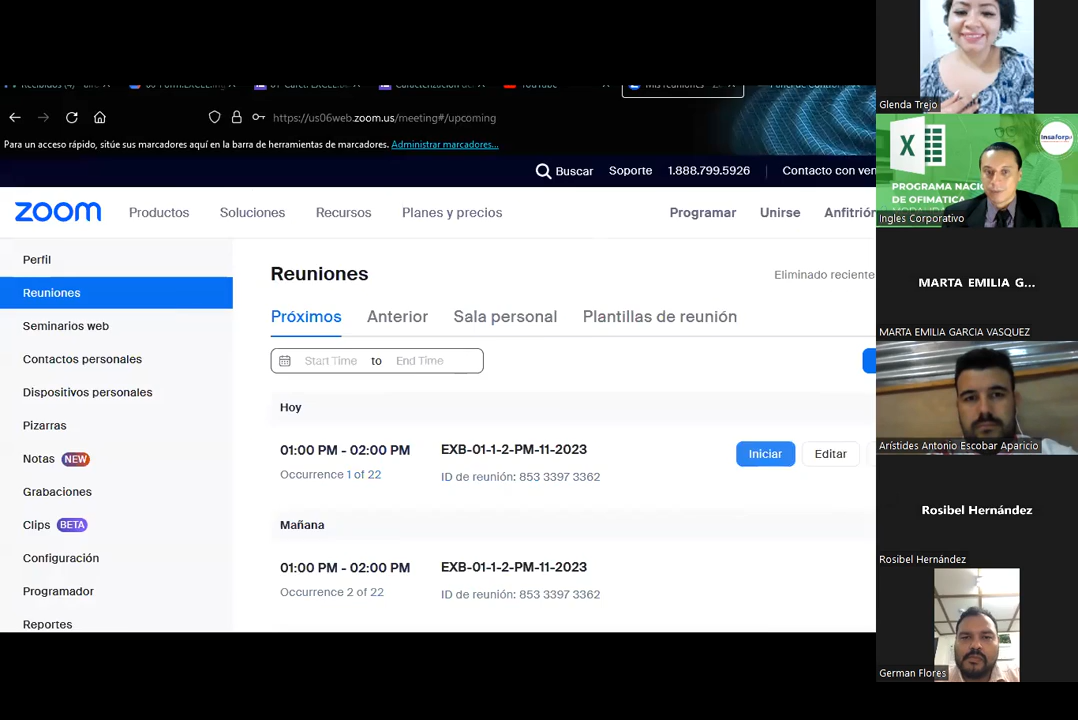 YouTube
Mis reuniones
https://us06web.zoom.us/meeting#/upcoming
Para un acceso rápido, sitúe sus marcadores aquí en la barra de herramientas de marcadores. Administrar marcadores...
Buscar
Soporte
1.888.799.5926
Contacto con ven
zoom
Productos
Soluciones
Recursos
Planes y precios
Programar
Unirse
Anfitrión
Perfil
Reuniones
Seminarios web
Contactos personales
Dispositivos personales
Pizarras
Notas NEW
Grabaciones
Clips BETA
Configuración
Programador
Reportes
Reuniones
Eliminado reciente
Próximos
Anterior
Sala personal
Plantillas de reunión
Start Time to End Time
Hoy
01:00 PM - 02:00 PM
EXB-01-1-2-PM-11-2023
Occurrence 1 of 22
ID de reunión: 853 3397 3362
Iniciar
Editar
Mañana
01:00 PM - 02:00 PM
EXB-01-1-2-PM-11-2023
Occurrence 2 of 22
ID de reunión: 853 3397 3362
Glenda Trejo
X
Insaforp
PROGRAMA NACI
DE OFIMÁTICA
Ingles Corporativo
MARTA EMILIA G...
MARTA EMILIA GARCIA VASQUEZ
Arístides Antonio Escobar Aparicio
Rosibel Hernández
Rosibel Hernández
German Flores